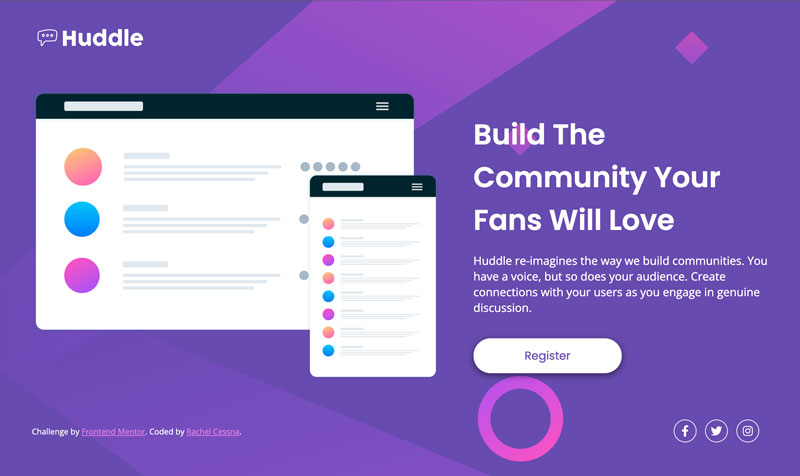 Huddle
Build The
Community Your
Fans Will Love
Huddle re-imagines the way we build communities. You
have a voice, but so does your audience. Create
connections with your users as you engage in genuine
discussion.
Register
Challenge by Frontend Mentor. Coded by Rachel Cessna.